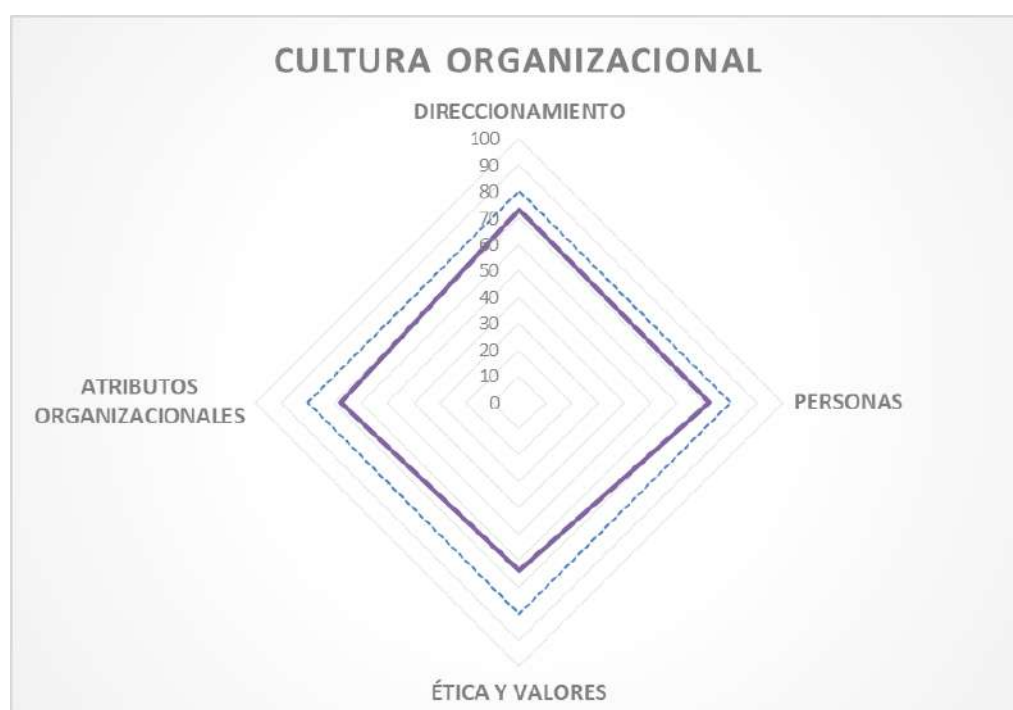 CULTURA ORGANIZACIONAL
DIRECCIONAMIENTO
100
90
80
70
60
50
40
30
20
10
0
ATRIBUTOS
ORGANIZACIONALES
PERSONAS
ÉTICA Y VALORES